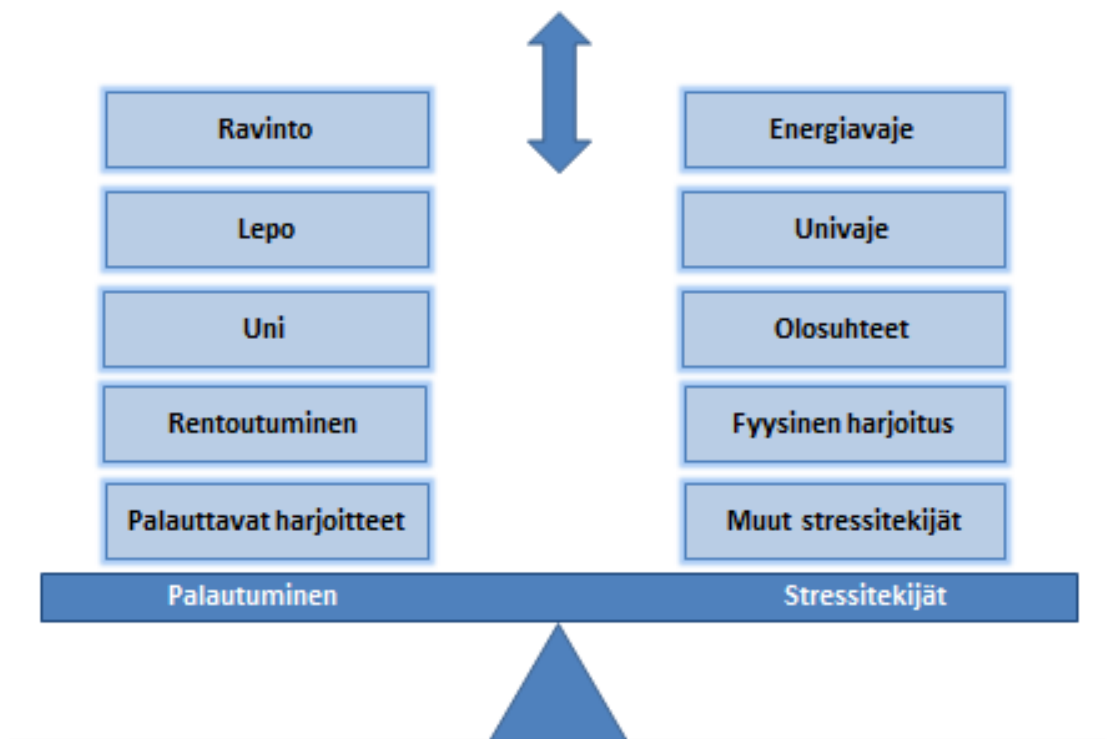 Ravinto
Lepo
Uni
Rentoutuminen
Palauttavat harjoitteet
Palautuminen
Energiavaje
Univaje
Olosuhteet
Fyysinen harjoitus
Muut stressitekijät
Stressitekijät